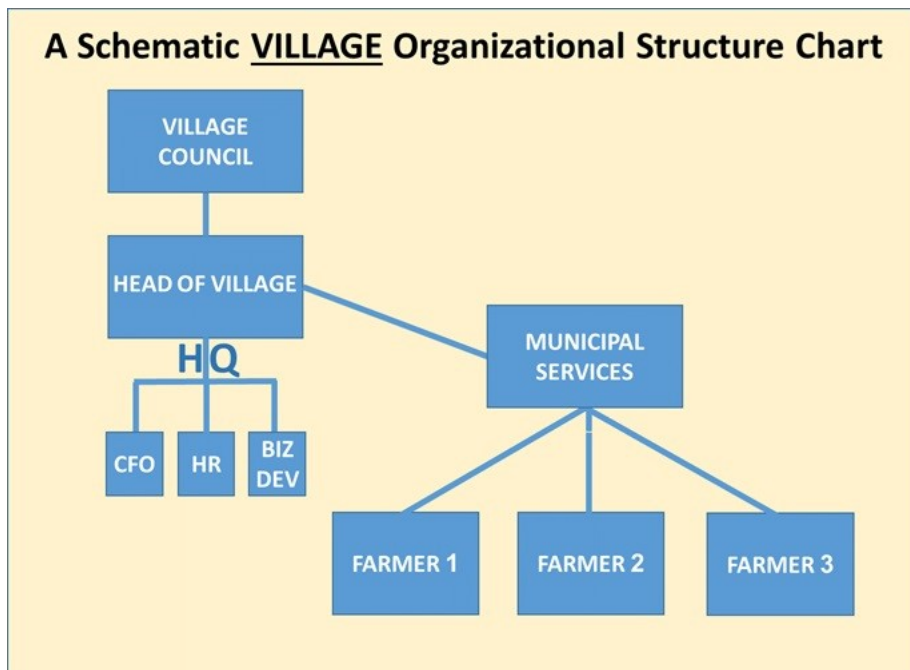 A Schematic VILLAGE Organizational Structure Chart
VILLAGE
COUNCIL
HEAD OF VILLAGE
HQ
CFO
HR
BIZ
DEV
MUNICIPAL
SERVICES
FARMER 1
FARMER 2
FARMER 3